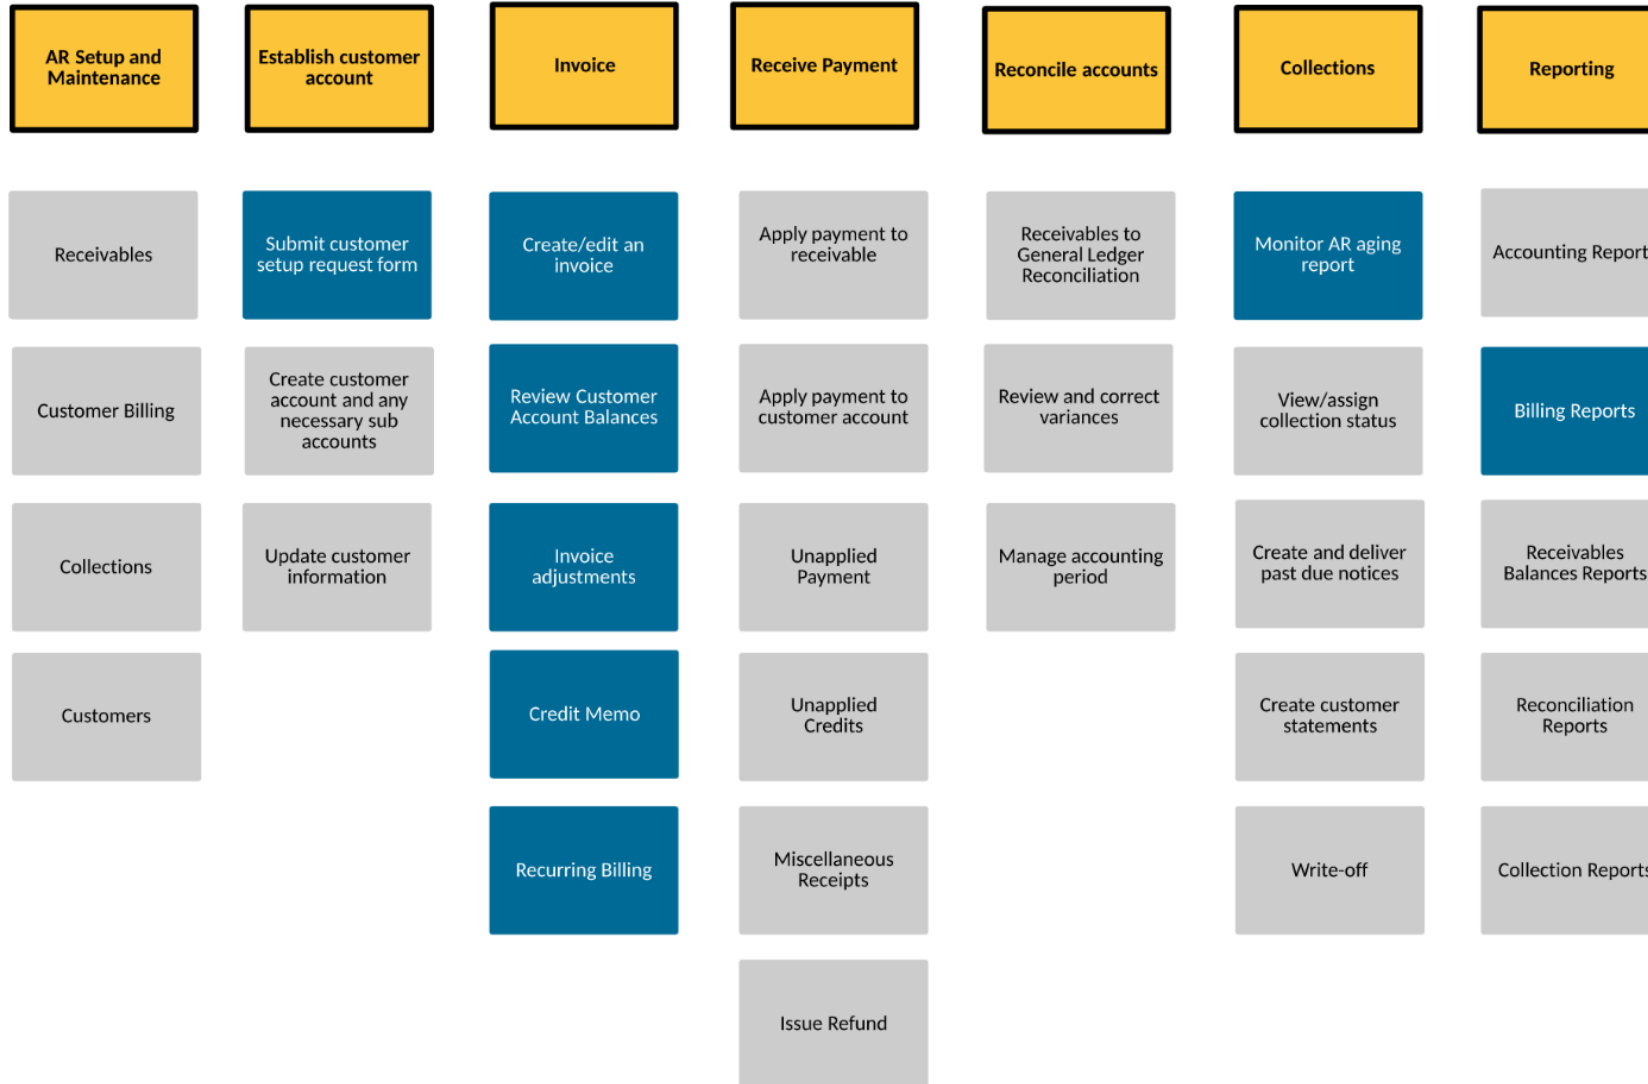 AR Setup and
Maintenance
Establish customer
account
Invoice
Receive Payment
Reconcile accounts
Collections
Reporting
Receivables
Submit customer
setup request form
Create/edit an
invoice
Apply payment to
receivable
Receivables to
General Ledger
Reconciliation
Monitor AR aging
report
Accounting Report
Customer Billing
Create customer
account and any
necessary sub
accounts
Review Customer
Account Balances
Apply payment to
customer account
Review and correct
variances
View/assign
collection status
Billing Reports
Collections
Update customer
information
Invoice
adjustments
Unapplied
Payment
Manage accounting
period
Create and deliver
past due notices
Receivables
Balances Reports
Customers
Credit Memo
Unapplied
Credits
Create customer
statements
Reconciliation
Reports
Recurring Billing
Miscellaneous
Receipts
Write-off
Collection Reports
Issue Refund